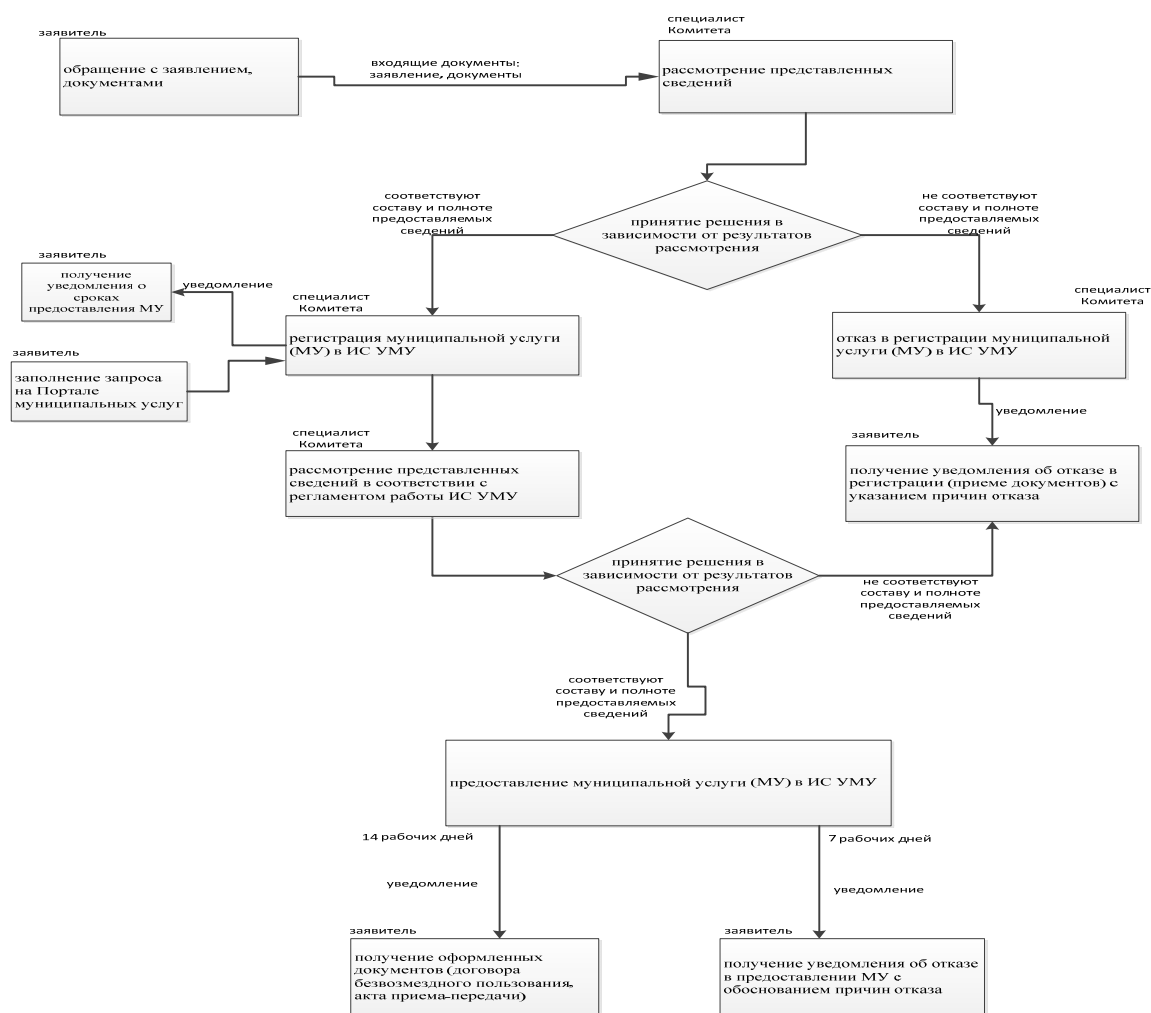 заявитель
обращение с заявлением,
документами
входящие документы:
заявление, документы
специалист
Комитета
рассмотрение представленных
сведений
соответствуют
составу и полноте
предоставляемых
сведений
принятие решения в
зависимости от результатов
рассмотрения
не соответствуют
составу и полноте
предоставляемых
сведений
заявитель
получение
уведомления о
сроках
предоставления МУ
уведомление
специалист
Комитета
регистрация муниципальной услуги
(МУ) в ИС УМУ
специалист
Комитета
отказ в регистрации муниципальной
услуги (МУ) в ИС УМУ
заявитель
заполнение запроса
на Портале
муниципальных услуг
уведомление
специалист
Комитета
рассмотрение представленных
сведений в соответствии с
регламентом работы ИС УМУ
заявитель
получение уведомления об отказе в
регистрации (приеме документов) с
указанием причин отказа
принятие решения в
зависимости от результатов
рассмотрения
не соответствуют
составу и полноте
предоставляемых
сведений
соответствуют
составу и полноте
предоставляемых
сведений
предоставление муниципальной услуги (МУ) в ИС УМУ
14 рабочих дней
7 рабочих дней
уведомление
уведомление
заявитель
получение оформленных
документов (договора
безвозмездного пользования,
акта приема-передачи)
заявитель
получение уведомления об отказе
в предоставлении МУ с
обоснованием причин отказа